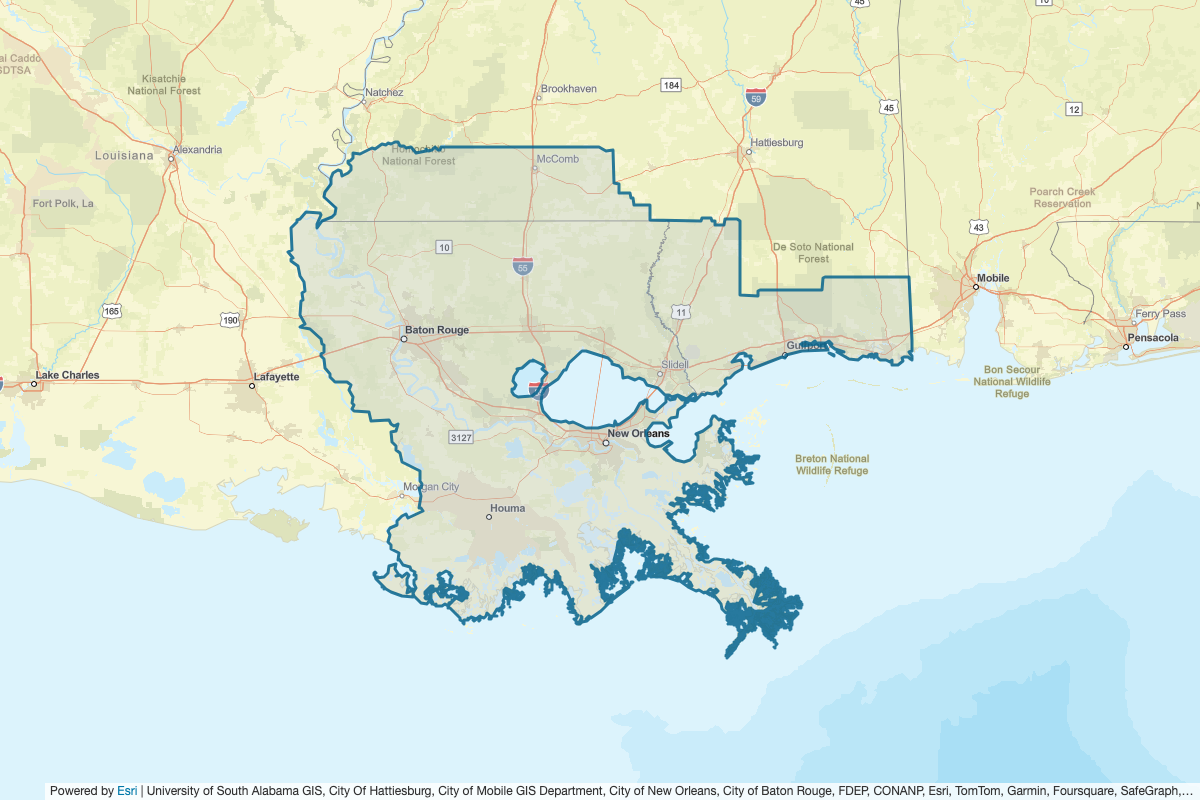 45
10
al Caddo
SDTSA
Kisatchie
National Forest
Natchez
Brookhaven
184
59
45
12
Louisiana
Alexandria
Hattiesburg
National Forest
McComb
Fort Polk, La
Poarch Creek
Reservation
43
10
De Soto National
Forest
55
Mobile
165
190
11
Ferry Pass
Baton Rouge
Pensacola
Slidell
Lake Charles
Lafayette
Bon Secour
National Wildlife
Refuge
3127
New Orleans
Breton National
Wildlife Refuge
Morgan City
Houma
Powered by Esri | University of South Alabama GIS, City Of Hattiesburg, City of Mobile GIS Department, City of New Orleans, City of Baton Rouge, FDEP, CONANP, Esri, TomTom, Garmin, Foursquare, SafeGraph,...